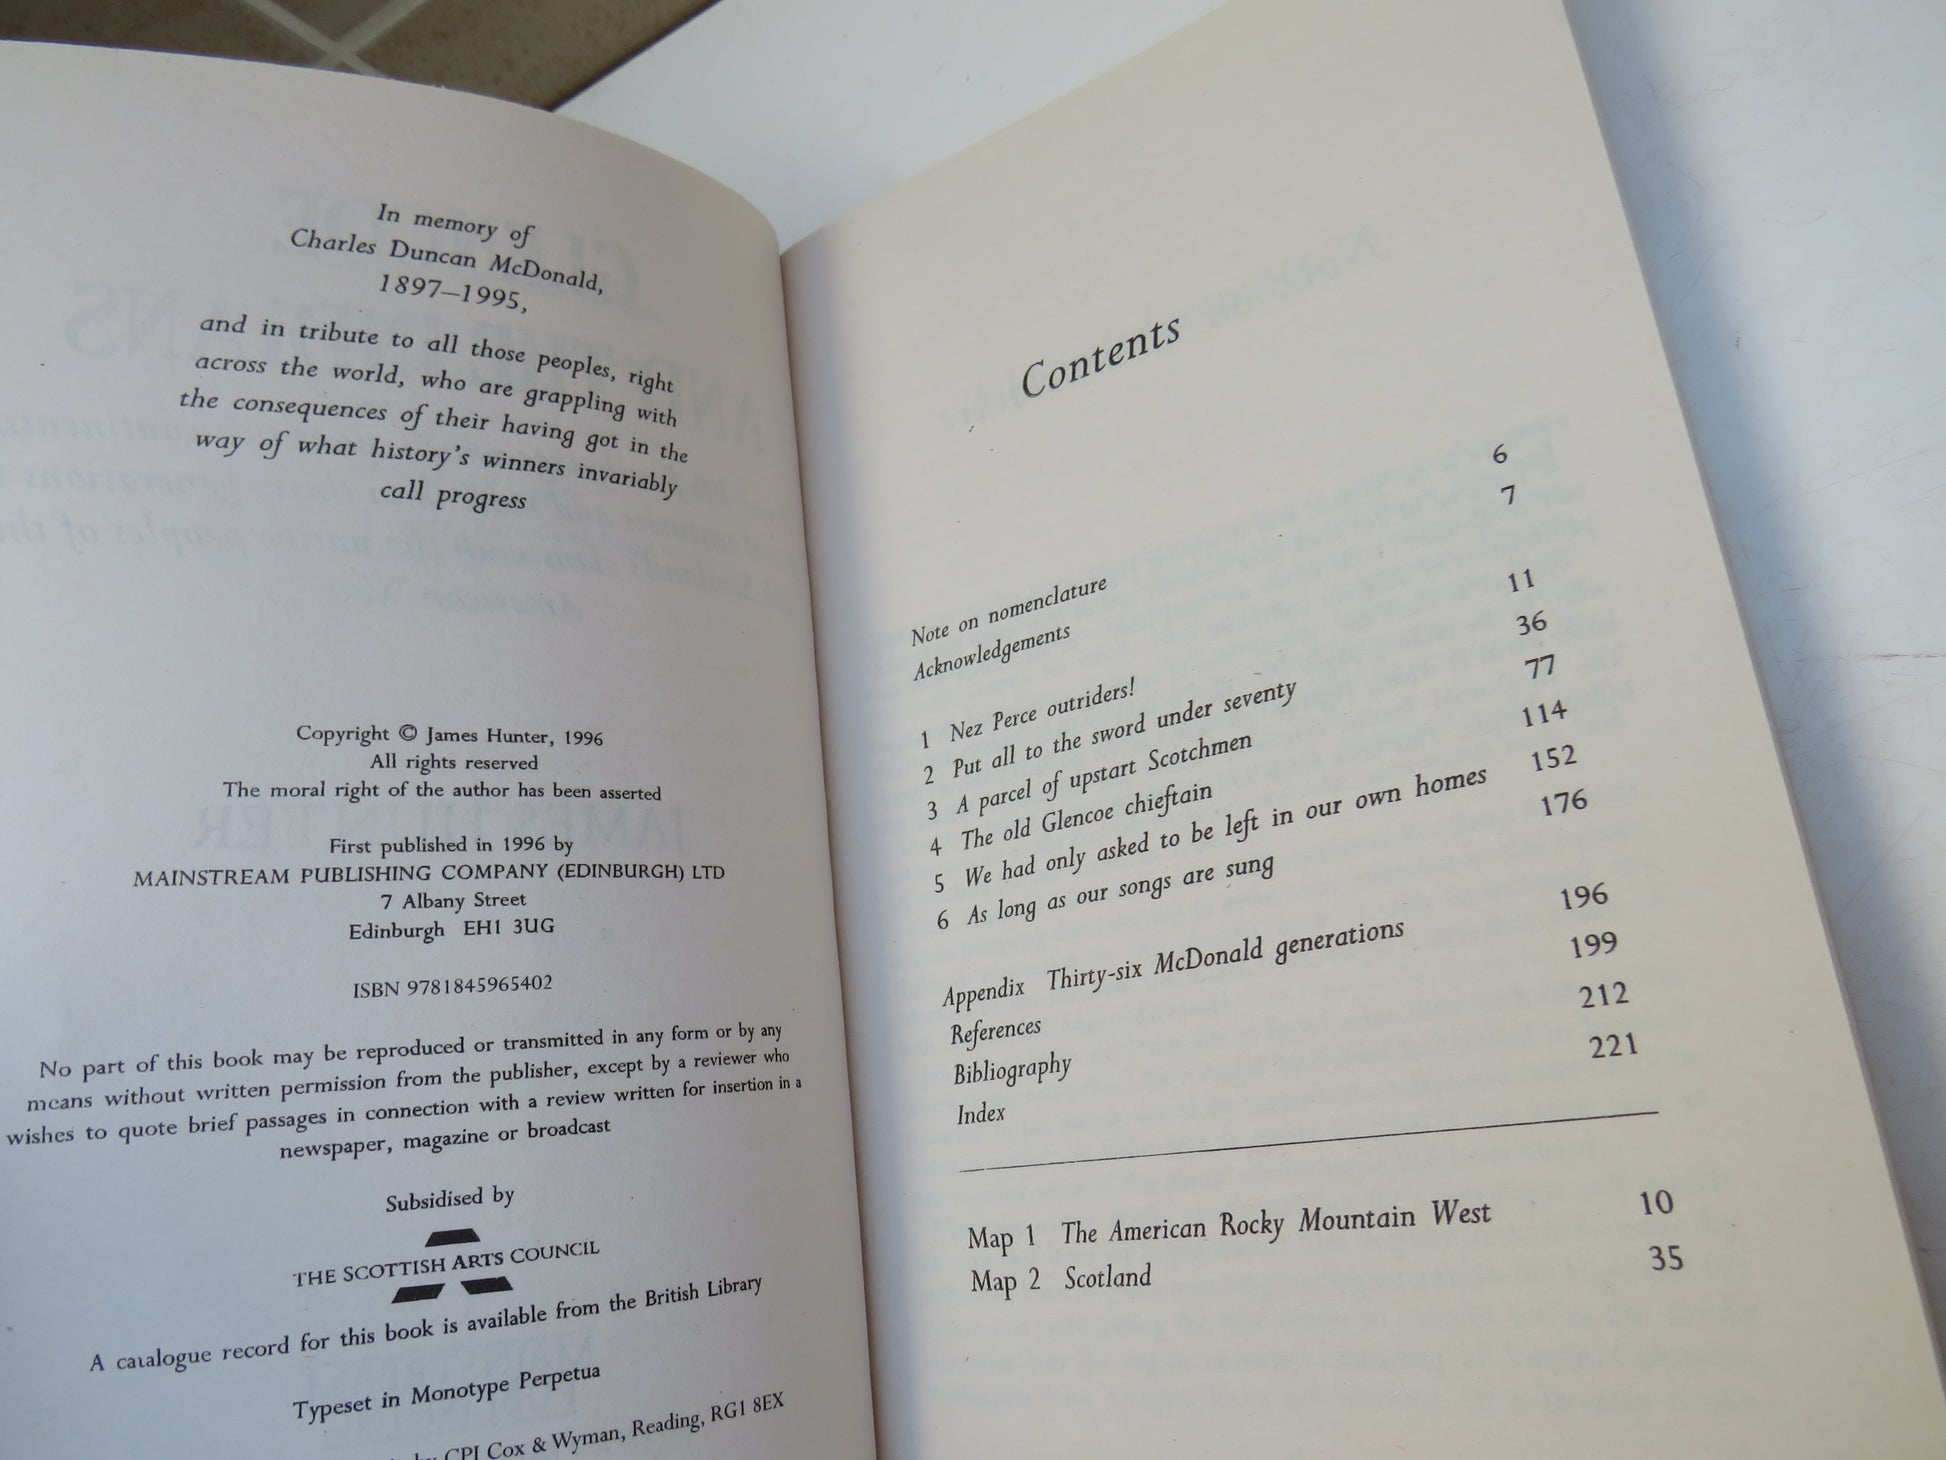 In memory of
Charles Duncan McDonald,
1897–1995,
and in tribute to all those peoples, right
across the world, who are grappling with
the consequences of their having got in the
way of what history's winners invariably
call progress
Copyright © James Hunter, 1996
All rights reserved
The moral right of the author has been asserted
First published in 1996 by
MAINSTREAM PUBLISHING COMPANY (EDINBURGH) LTD
7 Albany Street
Edinburgh EH1 3UG
ISBN 9781845965402
No part of this book may be reproduced or transmitted in any form or by any
means without written permission from the publisher, except by a reviewer who
wishes to quote brief passages in connection with a review written for insertion in a
newspaper, magazine or broadcast
Subsidised by
THE SCOTTISH ARTS COUNCIL
A catalogue record for this book is available from the British Library
Typeset in Monotype Perpetua
by CPI Cox & Wyman, Reading, RG1 8EX
Contents
Note on nomenclature 6
Acknowledgements 7
1 Nez Perce outriders! 11
2 Put all to the sword under seventy 36
3 A parcel of upstart Scotchmen 77
4 The old Glencoe chieftain 114
5 We had only asked to be left in our own homes 152
6 As long as our songs are sung 176
Appendix Thirty-six McDonald generations 196
References 199
Bibliography 212
Index 221
Map 1 The American Rocky Mountain West 10
Map 2 Scotland 35